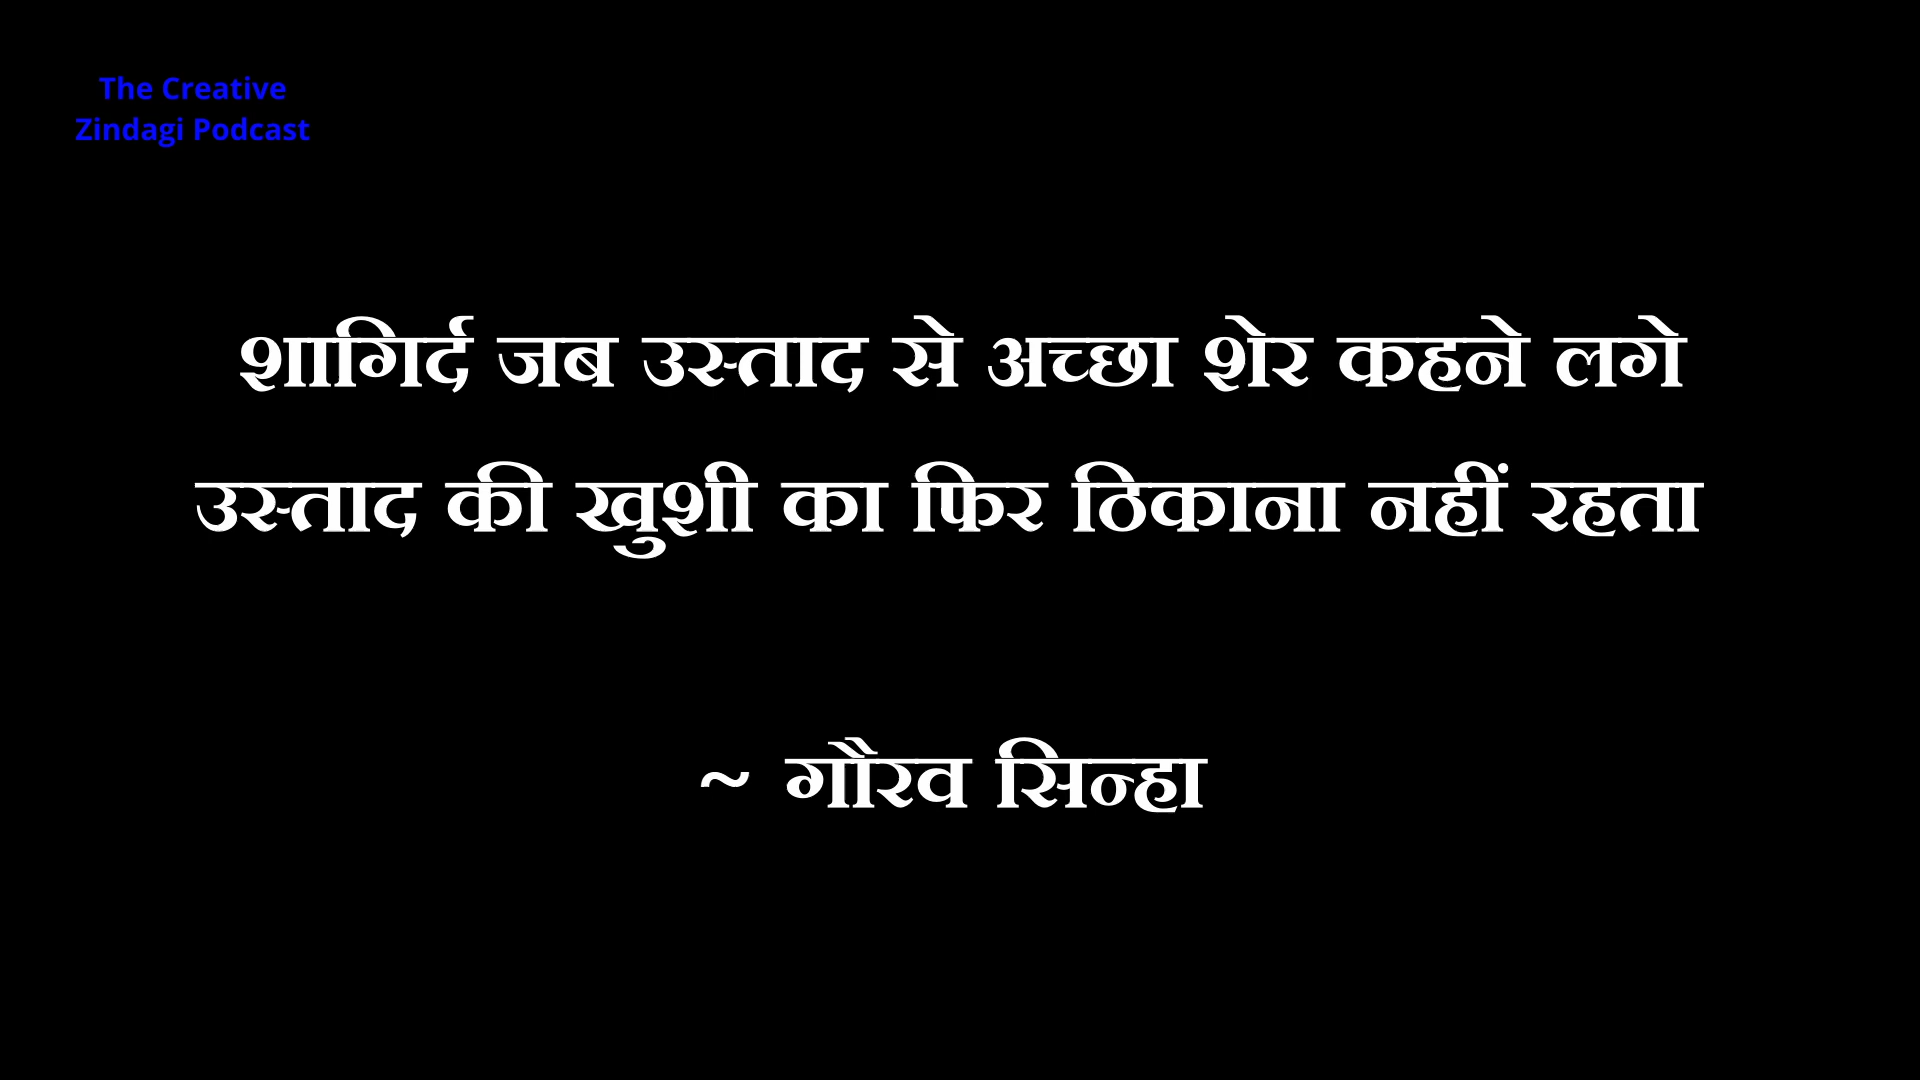 The Creative
Zindagi Podcast
शागिर्द जब उस्ताद से अच्छा शेर कहने लगे
उस्ताद की खुशी का फिर ठिकाना नहीं रहता
~ गौरव सिन्हा